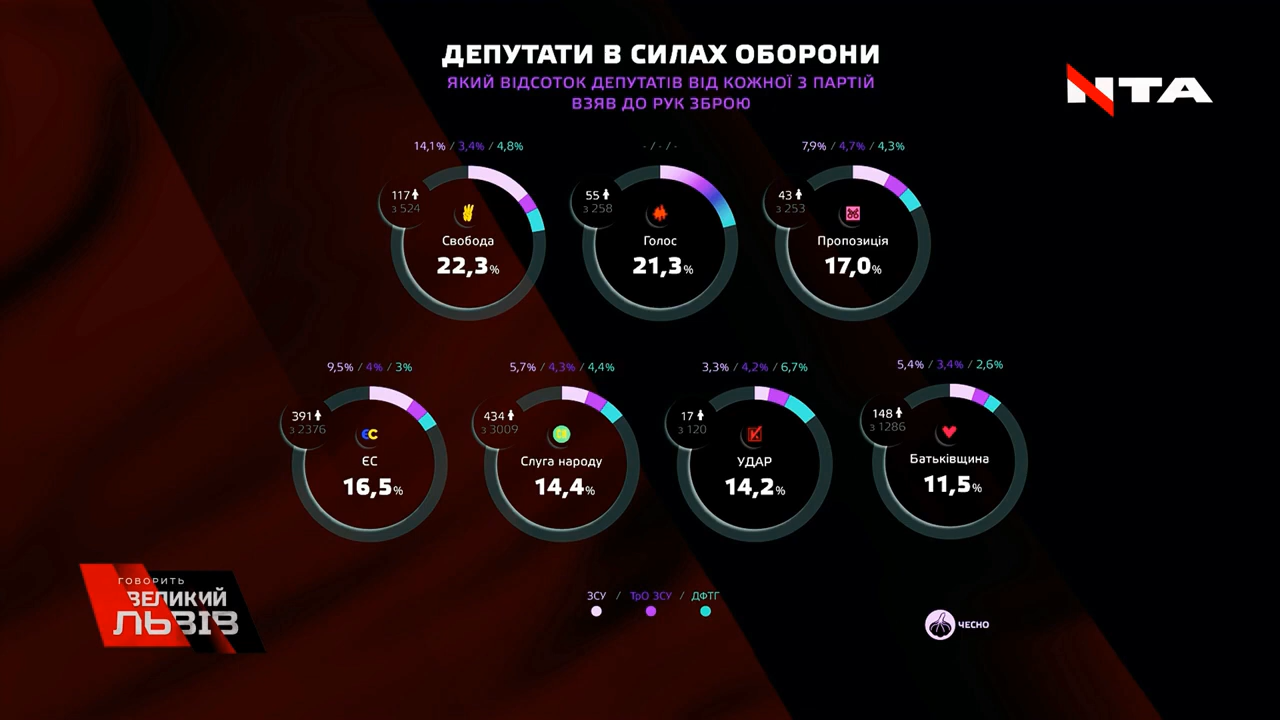 ДЕПУТАТИ В СИЛАХ ОБОРОНИ
ЯКИЙ ВІДСОТОК ДЕПУТАТІВ ВІД КОЖНОЇ З ПАРТІЙ
ВЗЯВ ДО РУК ЗБРОЮ
NTA
14,1% / 3,4% / 4,8%
117
з 524
Свобода
22,3%
- / - / -
55
з 258
Голос
21,3%
7,9% / 4,7% / 4,3%
43
з 253
Пропозиція
17,0%
9,5% / 4% / 3%
391
з 2376
ЄС
ЄС
16,5%
5,7% / 4,3% / 4,4%
434
з 3009
Слуга народу
14,4%
3,3% / 4,2% / 6,7%
17
з 120
УДАР
14,2%
5,4% / 3,4% / 2,6%
148
з 1286
Батьківщина
11,5%
ЗСУ / ТрО ЗСУ / ДФТГ
ГОВОРИТЬ
ВЕЛИКИЙ
ЛЬВІВ
ЧЕСНО